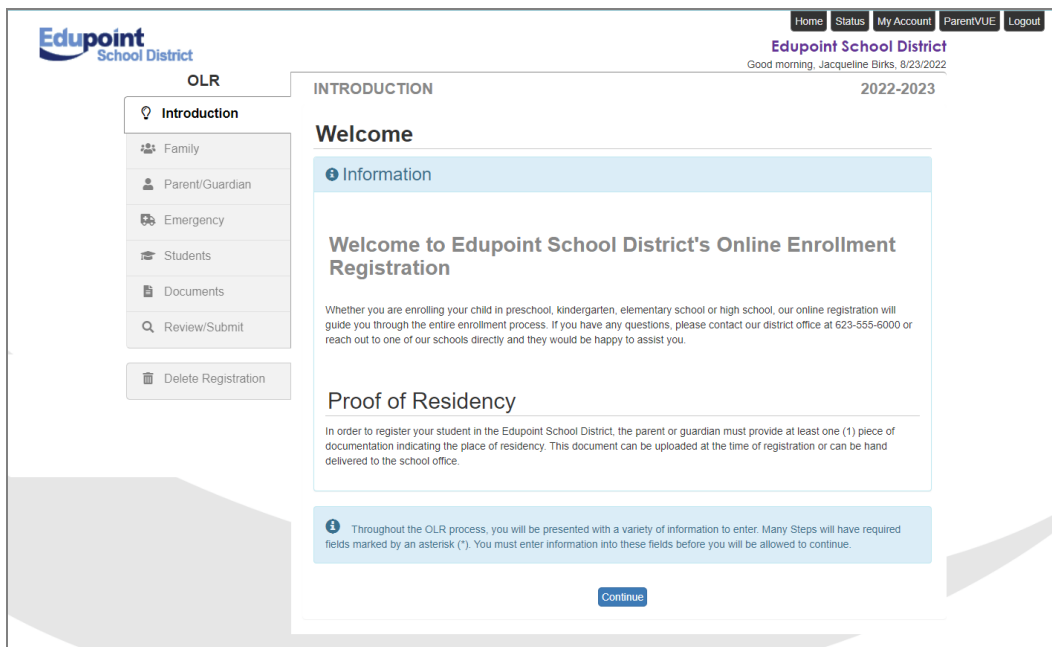 Home Status My Account ParentVUE Logout
Edupoint
School District
Edupoint School District
Good morning, Jacqueline Birks, 8/23/2022
OLR
Introduction
Family
Parent/Guardian
Emergency
Students
Documents
Review/Submit
Delete Registration
INTRODUCTION 2022-2023
Welcome
Information
Welcome to Edupoint School District's Online Enrollment
Registration
Whether you are enrolling your child in preschool, kindergarten, elementary school or high school, our online registration will
guide you through the entire enrollment process. If you have any questions, please contact our district office at 623-555-6000 or
reach out to one of our schools directly and they would be happy to assist you.
Proof of Residency
In order to register your student in the Edupoint School District, the parent or guardian must provide at least one (1) piece of
documentation indicating the place of residency. This document can be uploaded at the time of registration or can be hand
delivered to the school office.
Throughout the OLR process, you will be presented with a variety of information to enter. Many Steps will have required
fields marked by an asterisk (*). You must enter information into these fields before you will be allowed to continue.
Continue